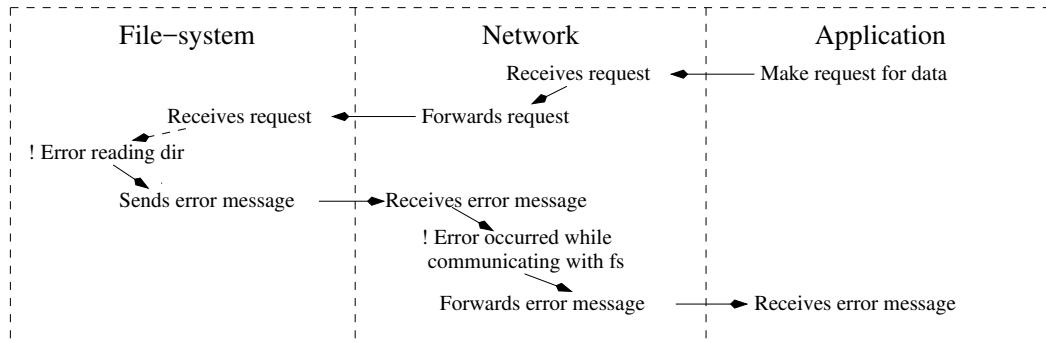 File−system Network Application
Receives request Make request for data
Receives request Forwards request
! Error reading dir
Sends error message Receives error message
! Error occurred while
communicating with fs
Forwards error message Receives error message